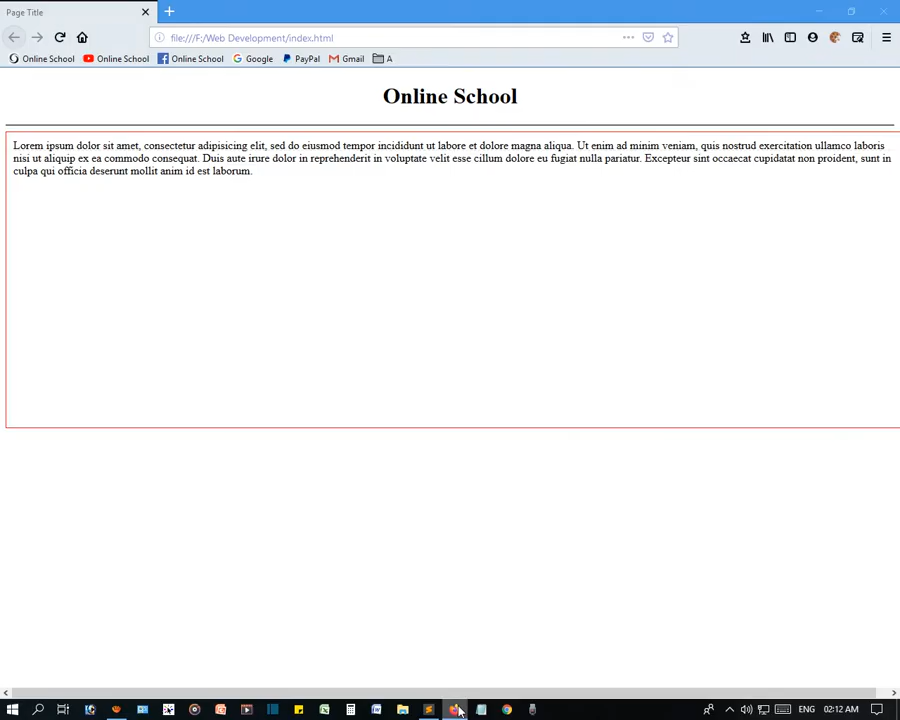 Page Title
file:///F:/Web Development/index.html
Online School Online School Online School Google PayPal Gmail A
Online School
Lorem ipsum dolor sit amet, consectetur adipisicing elit, sed do eiusmod tempor incididunt ut labore et dolore magna aliqua. Ut enim ad minim veniam, quis nostrud exercitation ullamco laboris
nisi ut aliquip ex ea commodo consequat. Duis aute irure dolor in reprehenderit in voluptate velit esse cillum dolore eu fugiat nulla pariatur. Excepteur sint occaecat cupidatat non proident, sunt in
culpa qui officia deserunt mollit anim id est laborum.
ENG 02:12 AM